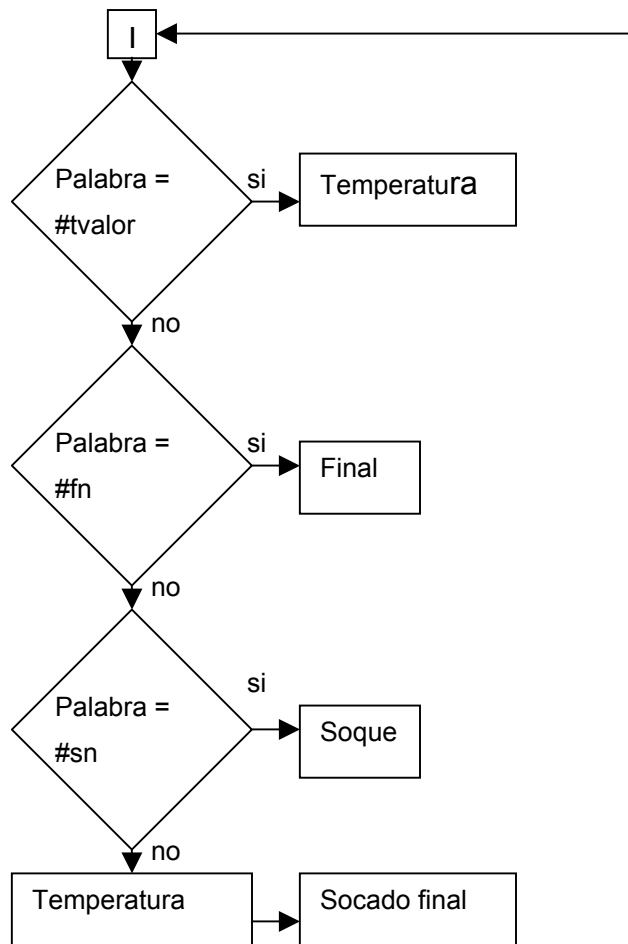 I
Palabra =
#tvalor
si
Temperatura
no
Palabra =
#fn
si
Final
no
Palabra =
#sn
si
Soque
no
Temperatura
Socado final